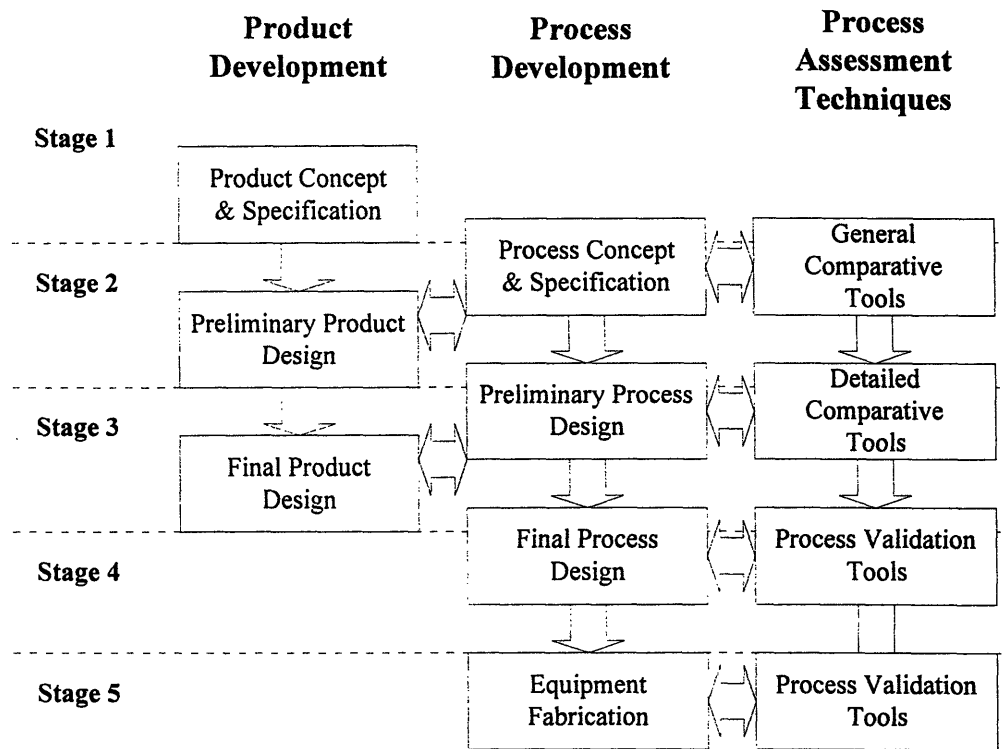 Product
Development
Process
Development
Process
Assessment
Techniques
Stage 1
Product Concept
& Specification
Stage 2
Process Concept
& Specification
General
Comparative
Tools
Preliminary Product
Design
Stage 3
Preliminary Process
Design
Detailed
Comparative
Tools
Final Product
Design
Stage 4
Final Process
Design
Process Validation
Tools
Stage 5
Equipment
Fabrication
Process Validation
Tools